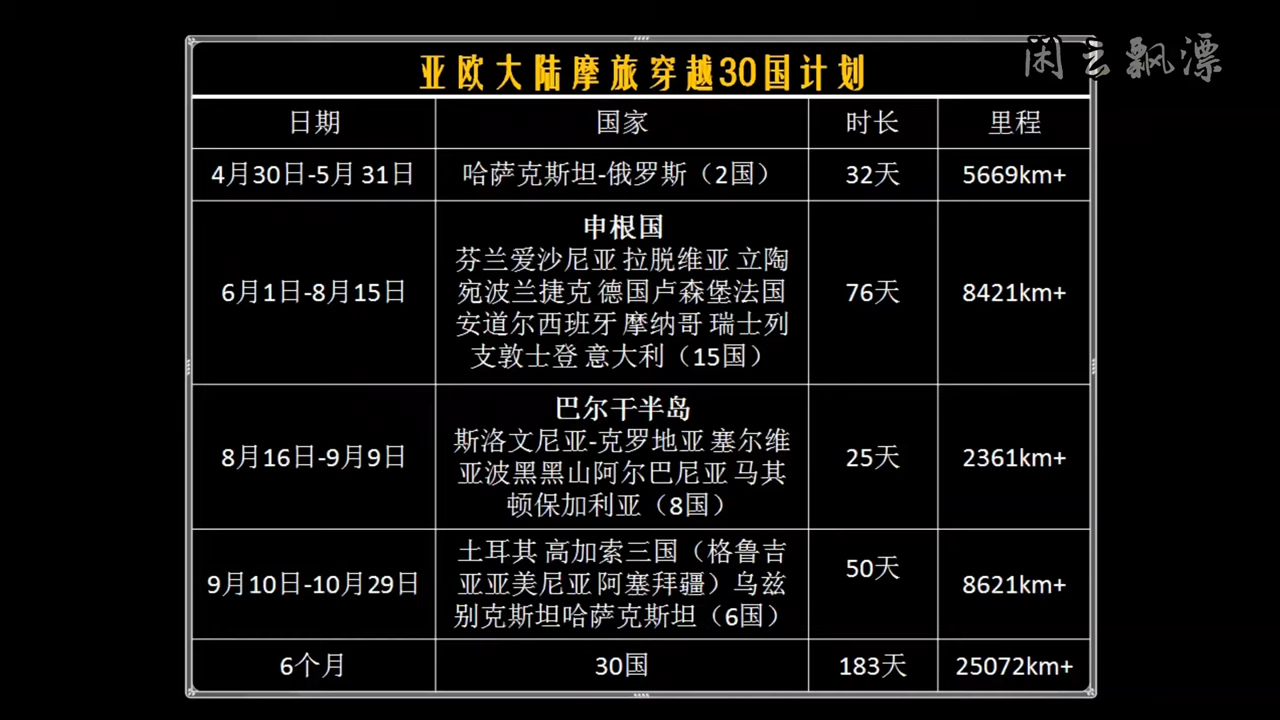 闲云飘漂
亚欧大陆摩旅穿越30国计划
日期 国家 时长 里程
4月30日-5月31日 哈萨克斯坦-俄罗斯（2国） 32天 5669km+
申根国
芬兰爱沙尼亚 拉脱维亚 立陶
宛波兰捷克 德国卢森堡法国
安道尔西班牙 摩纳哥 瑞士列
支敦士登 意大利（15国）
6月1日-8月15日 76天 8421km+
巴尔干半岛
斯洛文尼亚-克罗地亚 塞尔维
亚波黑黑山阿尔巴尼亚 马其
顿保加利亚（8国）
8月16日-9月9日 25天 2361km+
土耳其 高加索三国（格鲁吉
亚亚美尼亚 阿塞拜疆）乌兹
别克斯坦哈萨克斯坦（6国）
9月10日-10月29日 50天 8621km+
6个月 30国 183天 25072km+